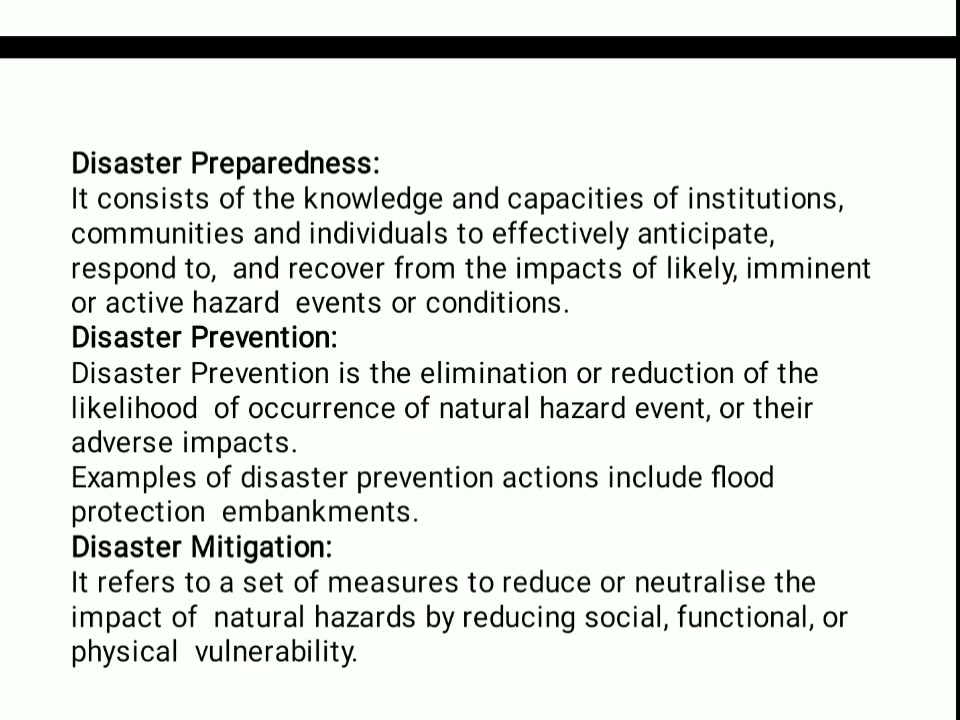 Disaster Preparedness:
It consists of the knowledge and capacities of institutions,
communities and individuals to effectively anticipate,
respond to,  and recover from the impacts of likely, imminent
or active hazard  events or conditions.
Disaster Prevention:
Disaster Prevention is the elimination or reduction of the
likelihood  of occurrence of natural hazard event, or their
adverse impacts.
Examples of disaster prevention actions include flood
protection  embankments.
Disaster Mitigation:
It refers to a set of measures to reduce or neutralise the
impact of  natural hazards by reducing social, functional, or
physical  vulnerability.